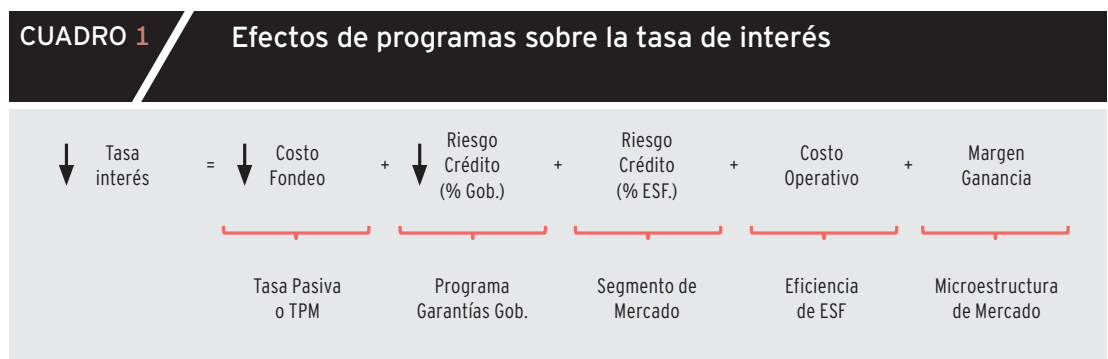 CUADRO 1
Efectos de programas sobre la tasa de interés
Tasa
interés
=
Costo
Fondeo
+
Riesgo
Crédito
(% Gob.)
+
Riesgo
Crédito
(% ESF.)
+
Costo
Operativo
+
Margen
Ganancia
Tasa Pasiva
o TPM
Programa
Garantías Gob.
Segmento de
Mercado
Eficiencia
de ESF
Microestructura
de Mercado